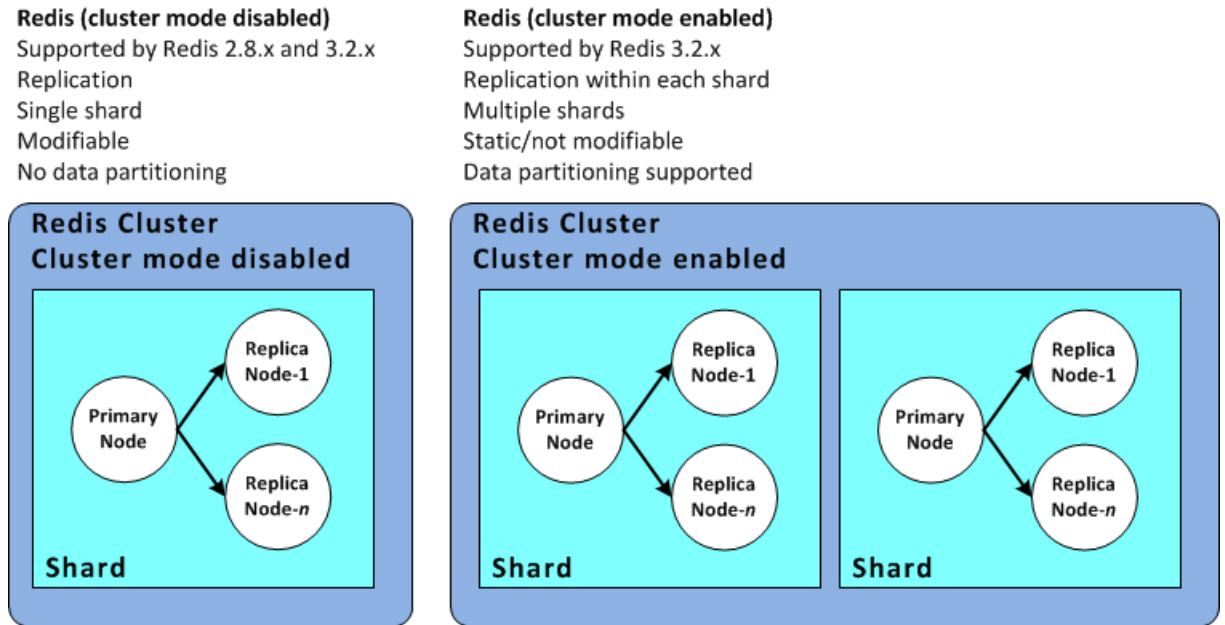 Redis (cluster mode disabled)
Supported by Redis 2.8.x and 3.2.x
Replication
Single shard
Modifiable
No data partitioning
Redis (cluster mode enabled)
Supported by Redis 3.2.x
Replication within each shard
Multiple shards
Static/not modifiable
Data partitioning supported
Redis Cluster
Cluster mode disabled
Primary
Node
Replica
Node-1
Replica
Node-n
Shard
Redis Cluster
Cluster mode enabled
Primary
Node
Replica
Node-1
Replica
Node-n
Shard
Primary
Node
Replica
Node-1
Replica
Node-n
Shard